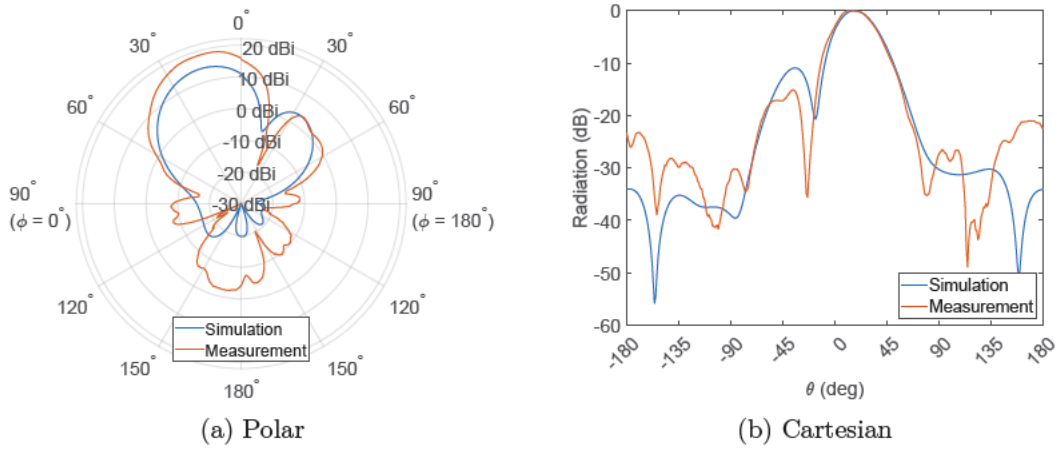 0°
30°
30°
60°
60°
90°
(ϕ = 0°)
90°
(ϕ = 180°)
120°
120°
150°
150°
180°
20 dBi
10 dBi
0 dBi
-10 dBi
-20 dBi
-30 dBi
Simulation
Measurement
(a) Polar
0
-10
-20
-30
-40
-50
-60
Radiation (dB)
-180
-135
-90
-45
0
45
90
135
180
θ (deg)
Simulation
Measurement
(b) Cartesian